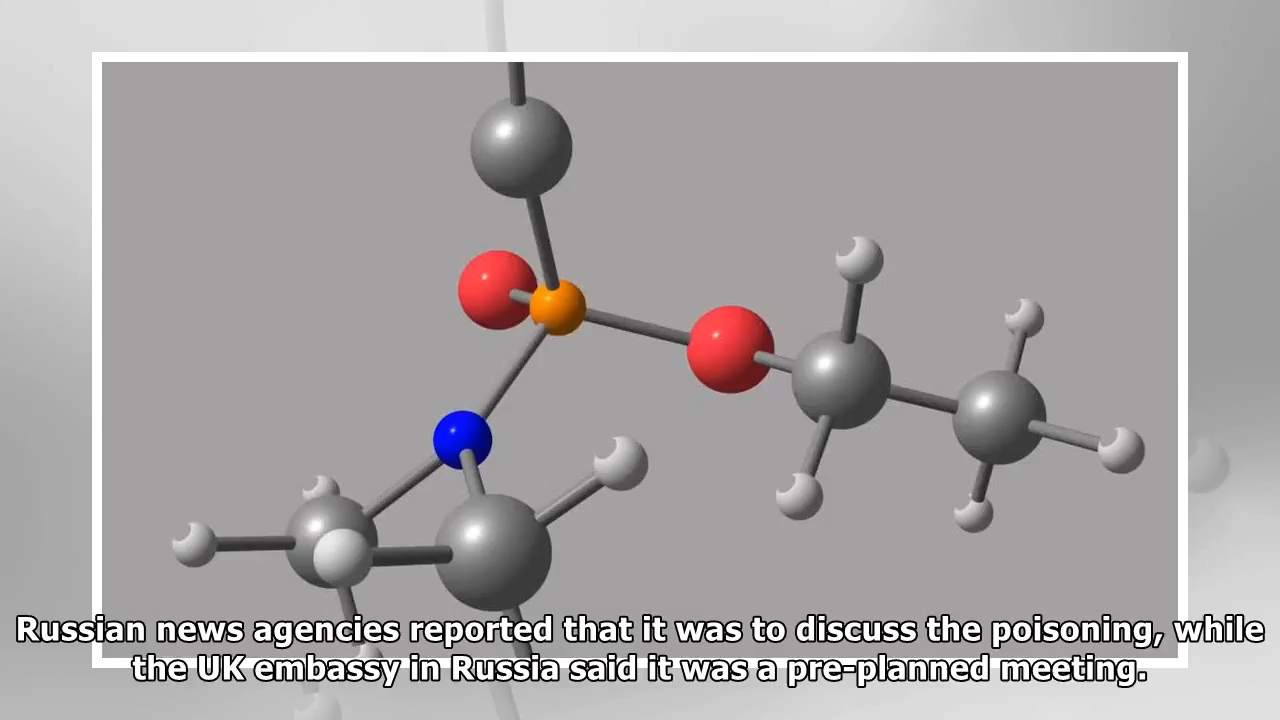 Russian news agencies reported that it was to discuss the poisoning, while
the UK embassy in Russia said it was a pre-planned meeting.